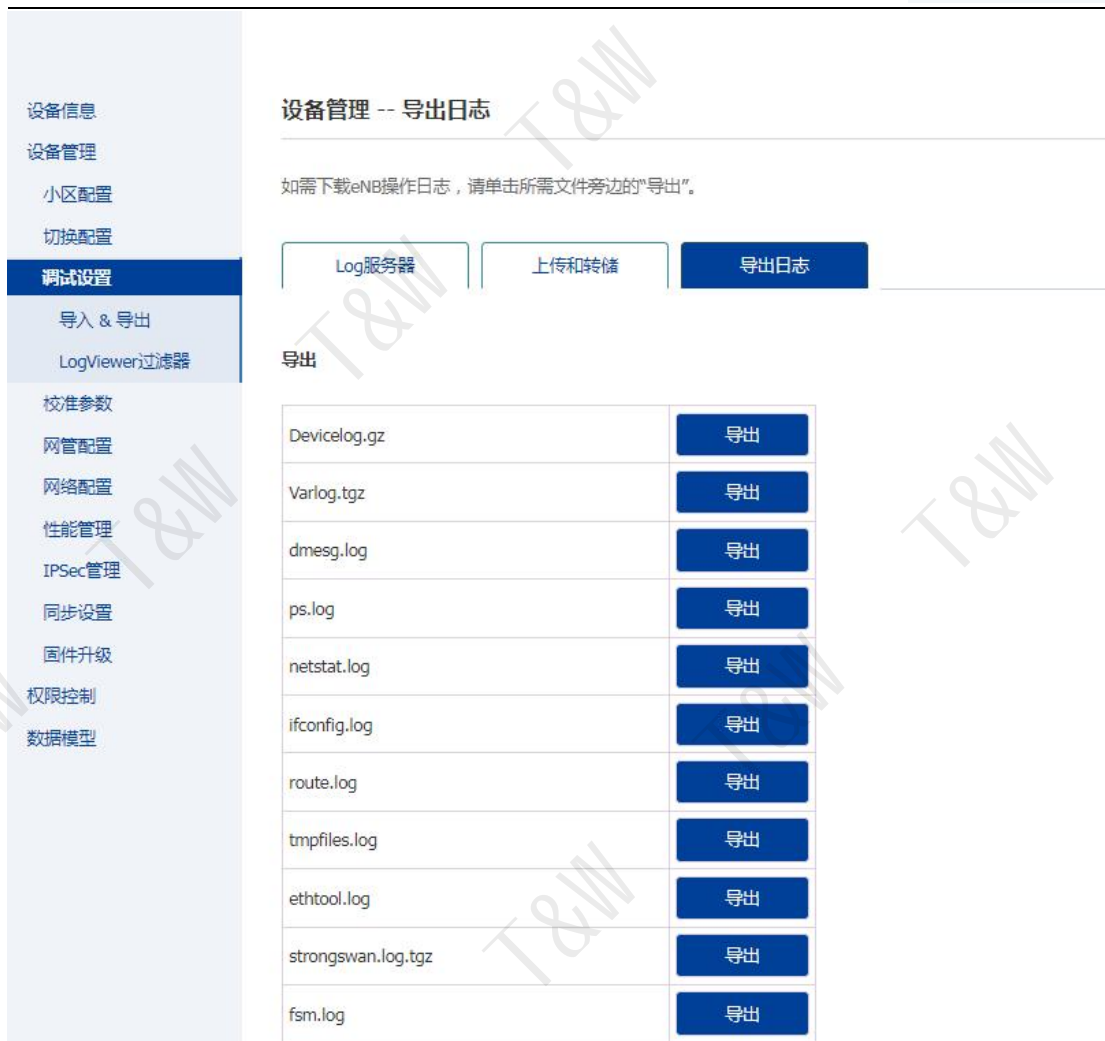 设备信息
设备管理
小区配置
切换配置
调试设置
导入 & 导出
LogViewer过滤器
校准参数
网管配置
网络配置
性能管理
IPSec管理
同步设置
固件升级
权限控制
数据模型
设备管理 -- 导出日志
如需下载eNB操作日志，请单击所需文件旁边的“导出”。
Log服务器 上传和转储 导出日志
导出
Devicelog.gz 导出
Varlog.tgz 导出
dmesg.log 导出
ps.log 导出
netstat.log 导出
ifconfig.log 导出
route.log 导出
tmpfiles.log 导出
ethtool.log 导出
strongswan.log.tgz 导出
fsm.log 导出
T&W
T&W
T&W
T&W
T&W
T&W